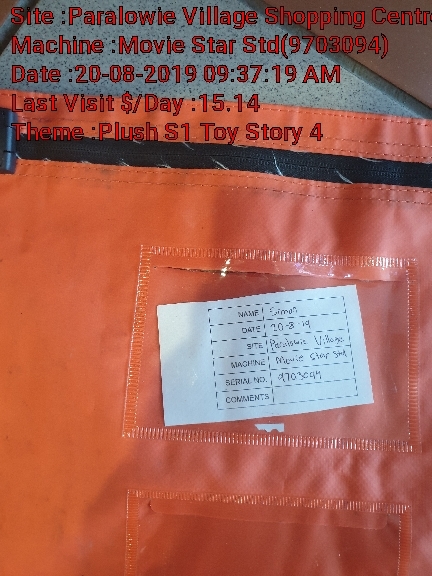 Site :Paralowie Village Shopping Centr
Machine :Movie Star Std(9703094)
Date :20-08-2019 09:37:19 AM
Last Visit $/Day :15.14
Theme :Plush S1 Toy Story 4
NAME Simon
DATE 20-8-19
SITE Paralowie Village
MACHINE Movie Star Std
SERIAL NO. 9703094
COMMENTS